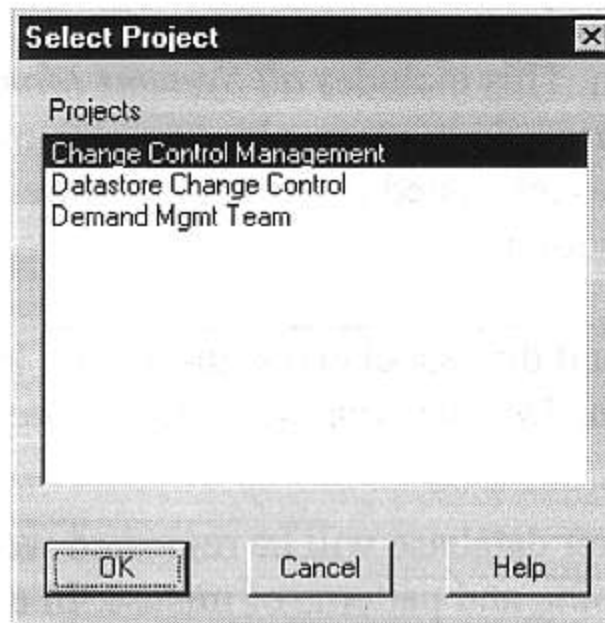 Select Project
Projects
Change Control Management
Datastore Change Control
Demand Mgmt Team
OK Cancel Help